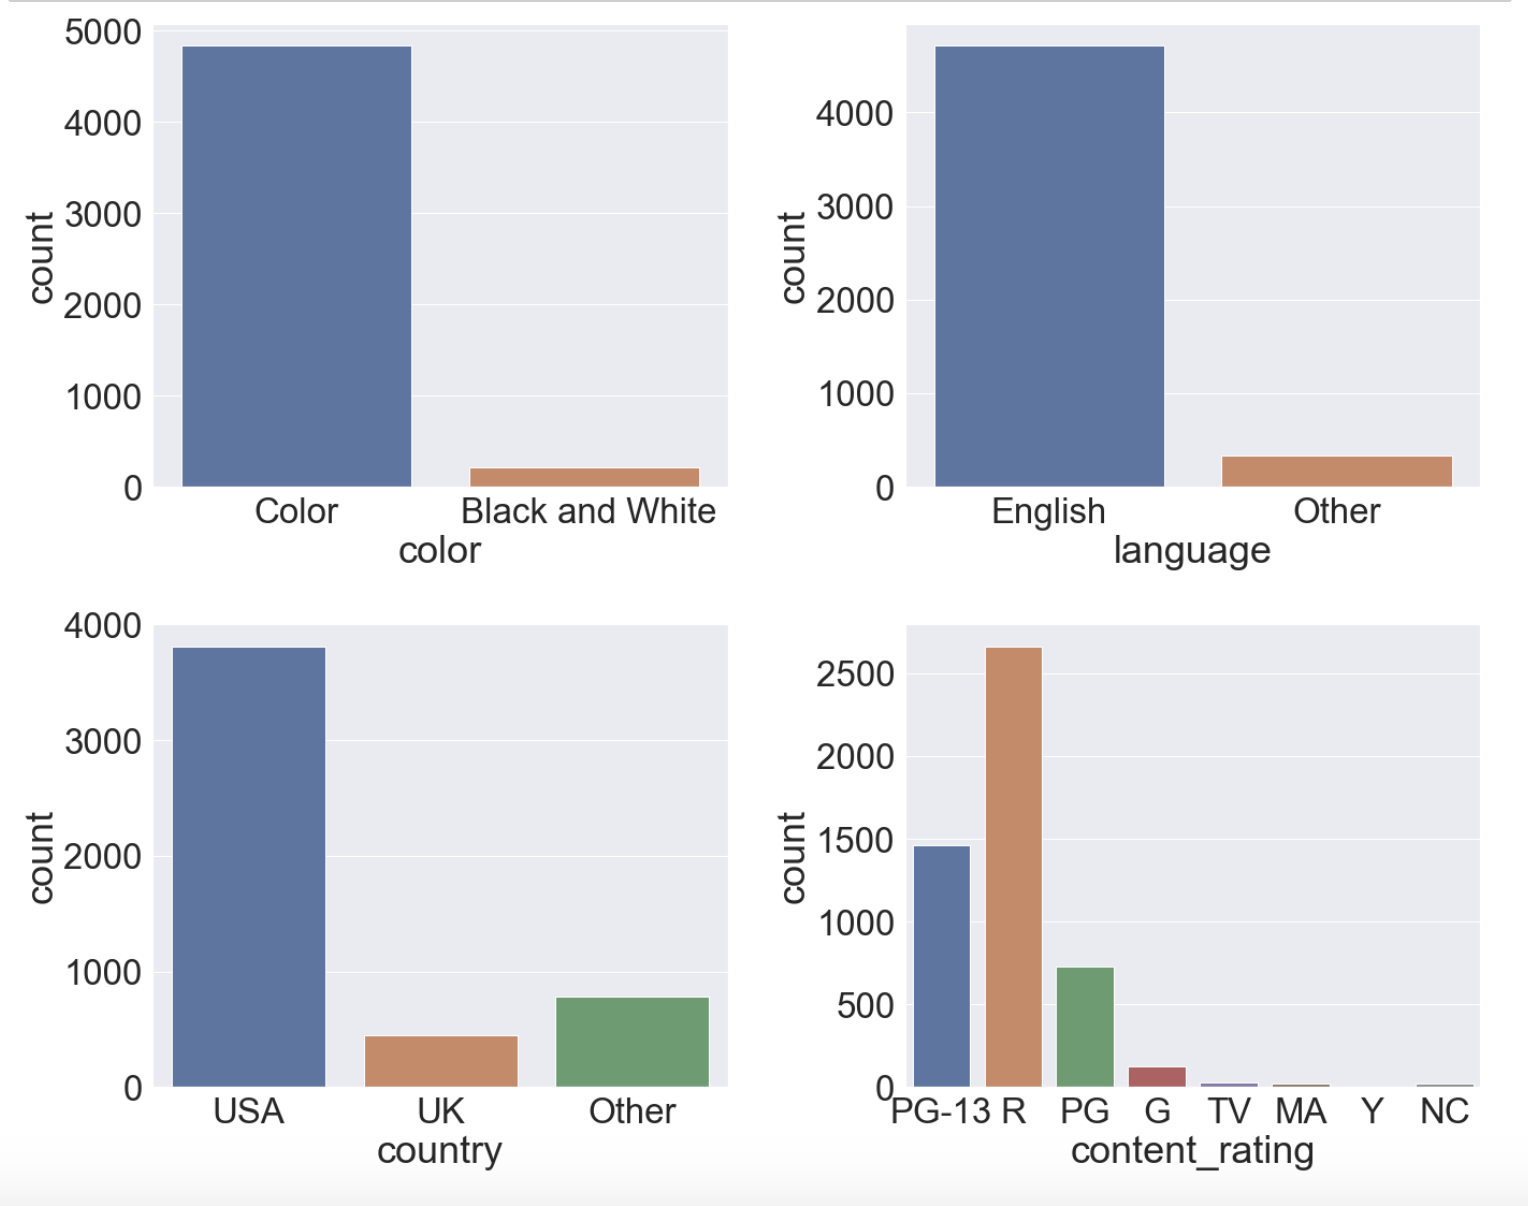 5000
4000
3000
2000
1000
0
count
Color Black and White
color
4000
3000
2000
1000
0
count
English Other
language
4000
3000
2000
1000
0
count
USA UK Other
country
2500
2000
1500
1000
500
0
count
PG-13 R PG G TV MA Y NC
content_rating